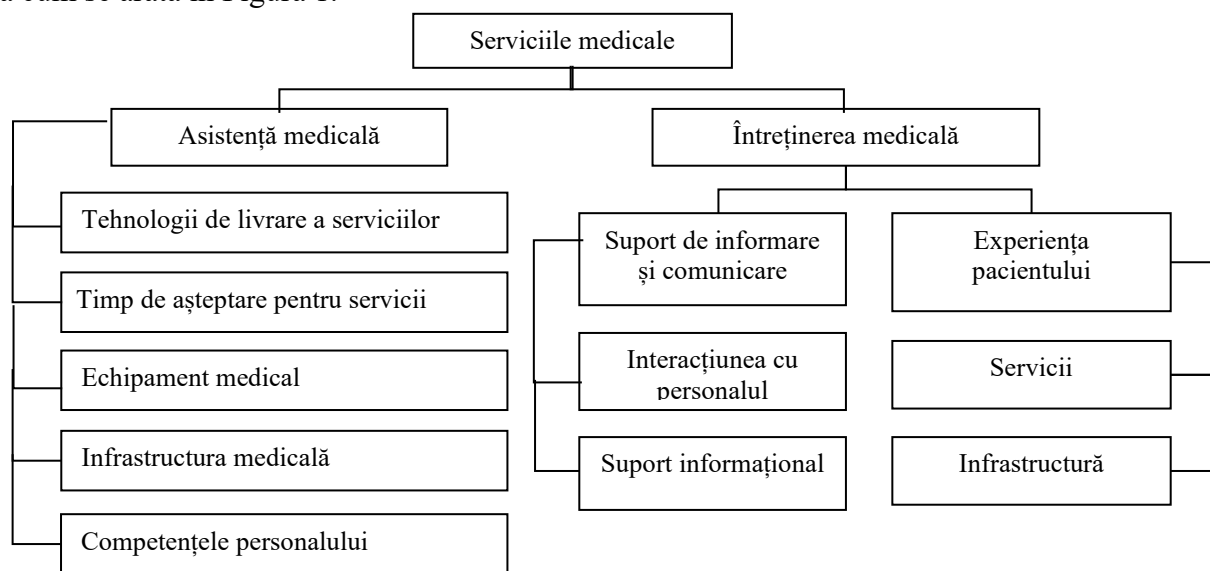 Serviciile medicale
Asistență medicală
Întreținerea medicală
Tehnologii de livrare a serviciilor
Timp de așteptare pentru servicii
Echipament medical
Infrastructura medicală
Competențele personalului
Suport de informare
și comunicare
Interacțiunea cu
personalul
Suport informațional
Experiența
pacientului
Servicii
Infrastructură